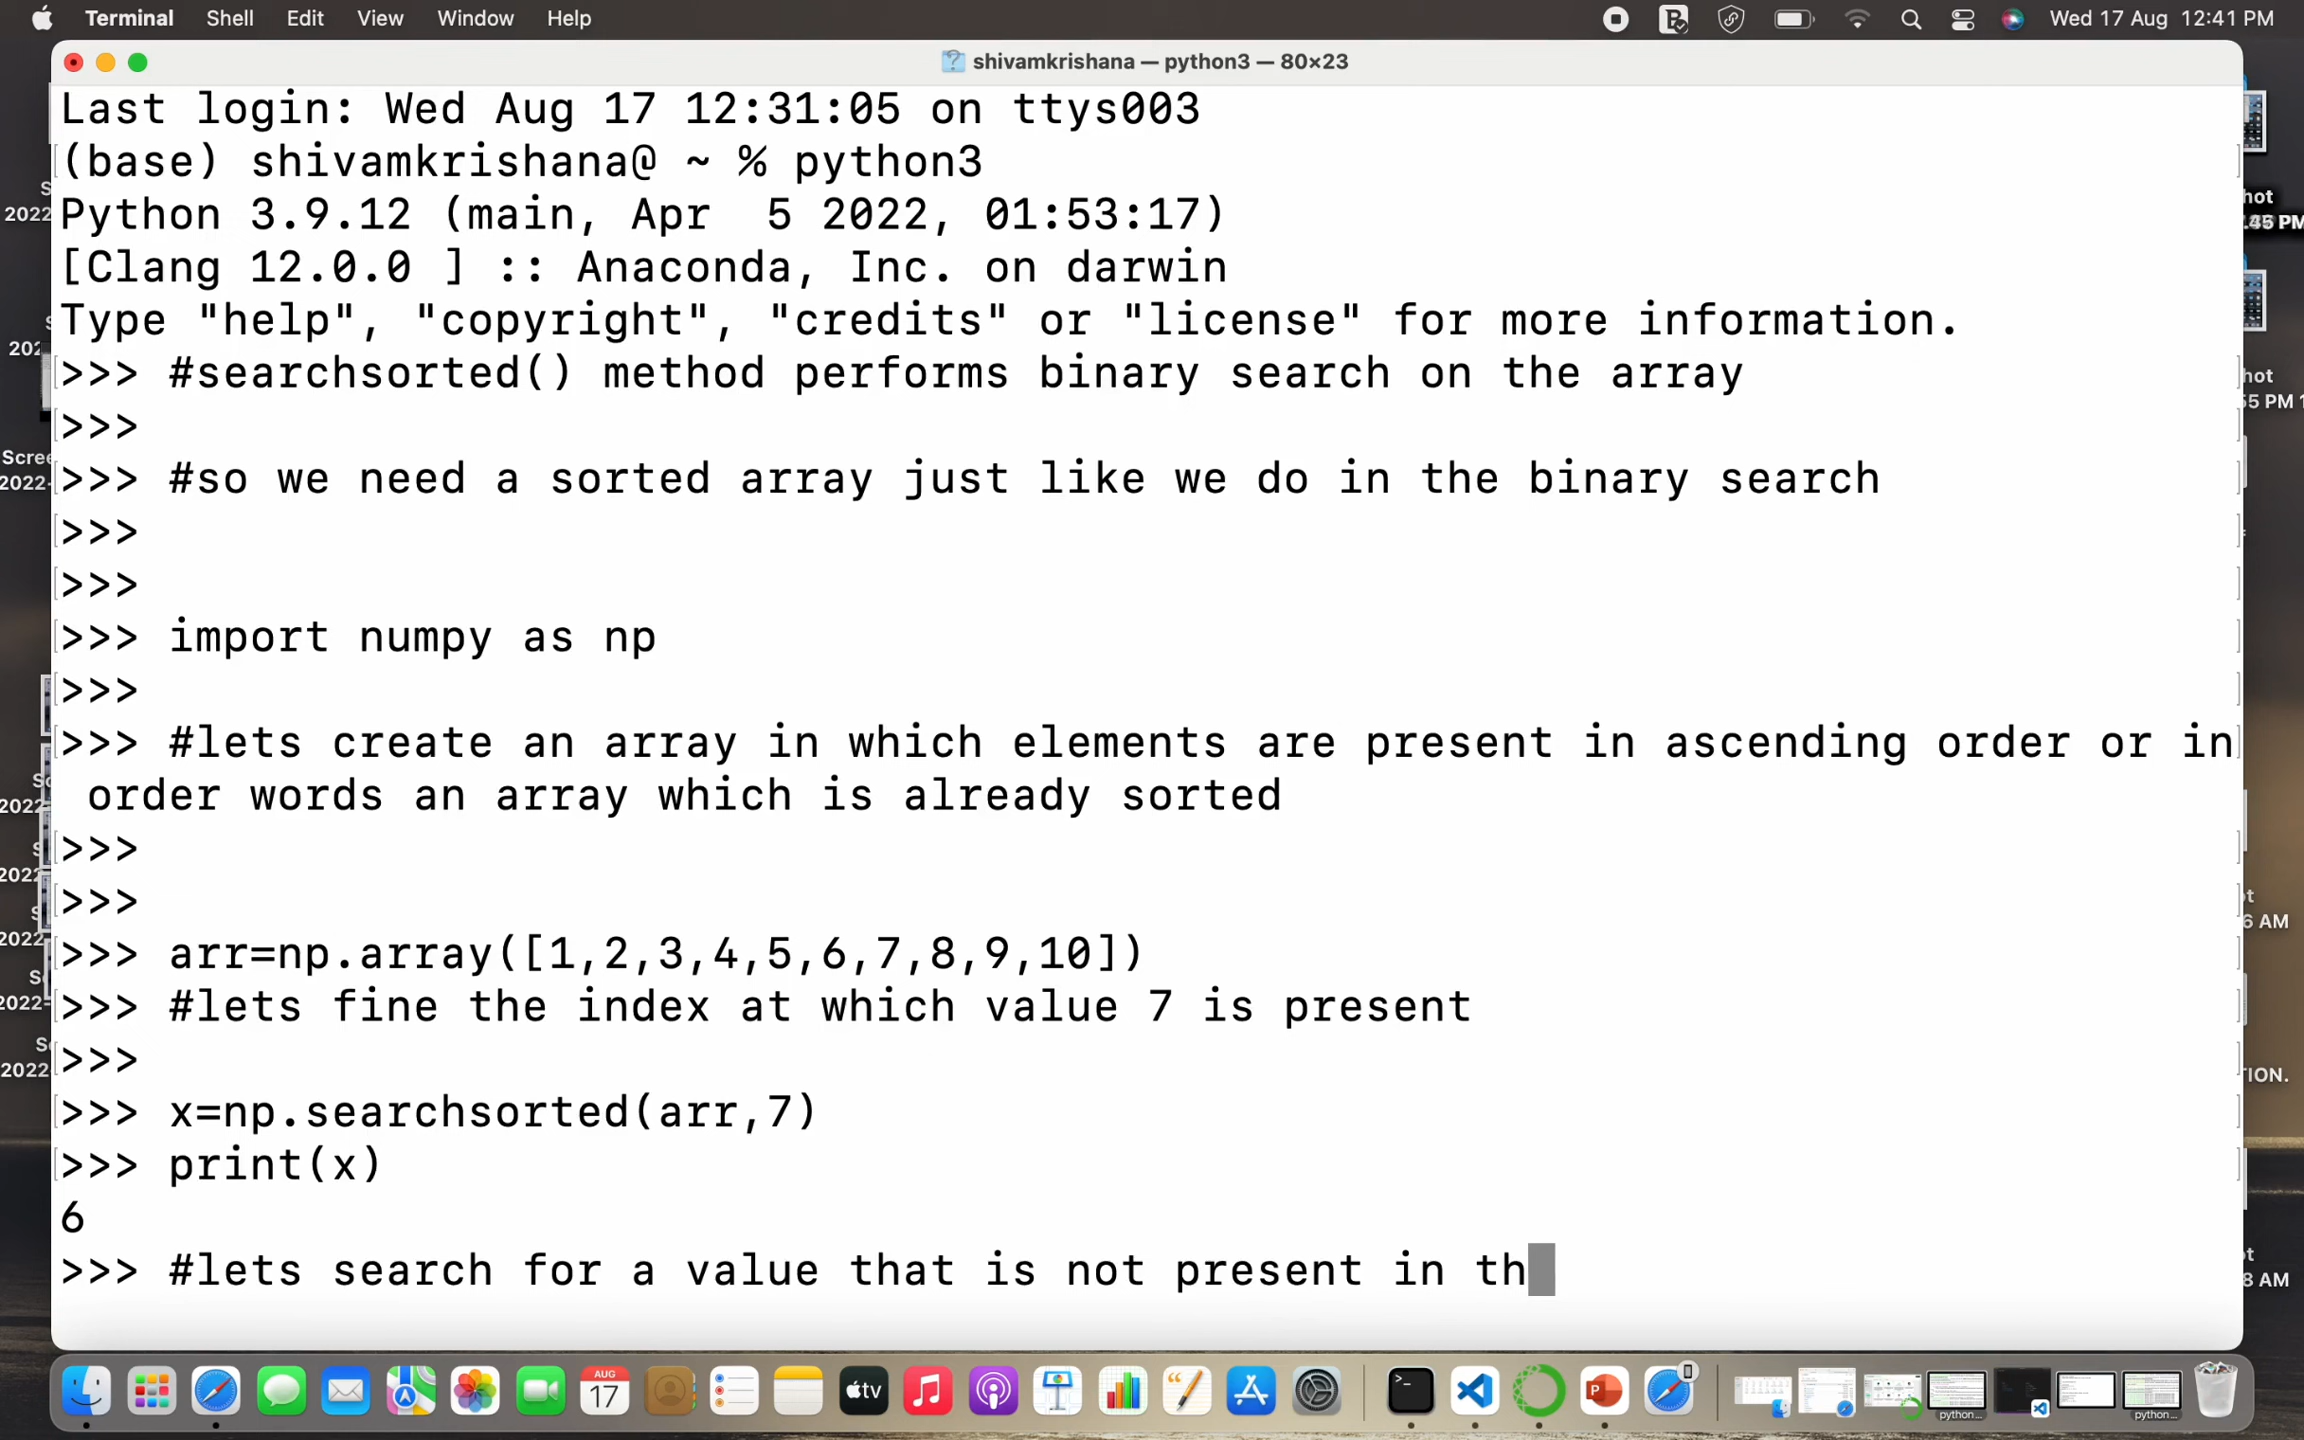 Terminal Shell Edit View Window Help Wed 17 Aug 12:41 PM
shivamkrishana — python3 — 80×23
Last login: Wed Aug 17 12:31:05 on ttys003
(base) shivamkrishana@ ~ % python3
Python 3.9.12 (main, Apr  5 2022, 01:53:17)
[Clang 12.0.0 ] :: Anaconda, Inc. on darwin
Type "help", "copyright", "credits" or "license" for more information.
>>> #searchsorted() method performs binary search on the array
>>>
>>> #so we need a sorted array just like we do in the binary search
>>>
>>>
>>> import numpy as np
>>>
>>> #lets create an array in which elements are present in ascending order or in
 order words an array which is already sorted
>>>
>>>
>>> arr=np.array([1,2,3,4,5,6,7,8,9,10])
>>> #lets fine the index at which value 7 is present
>>>
>>> x=np.searchsorted(arr,7)
>>> print(x)
6
>>> #lets search for a value that is not present in th
AUG
17
tv
python...
python...